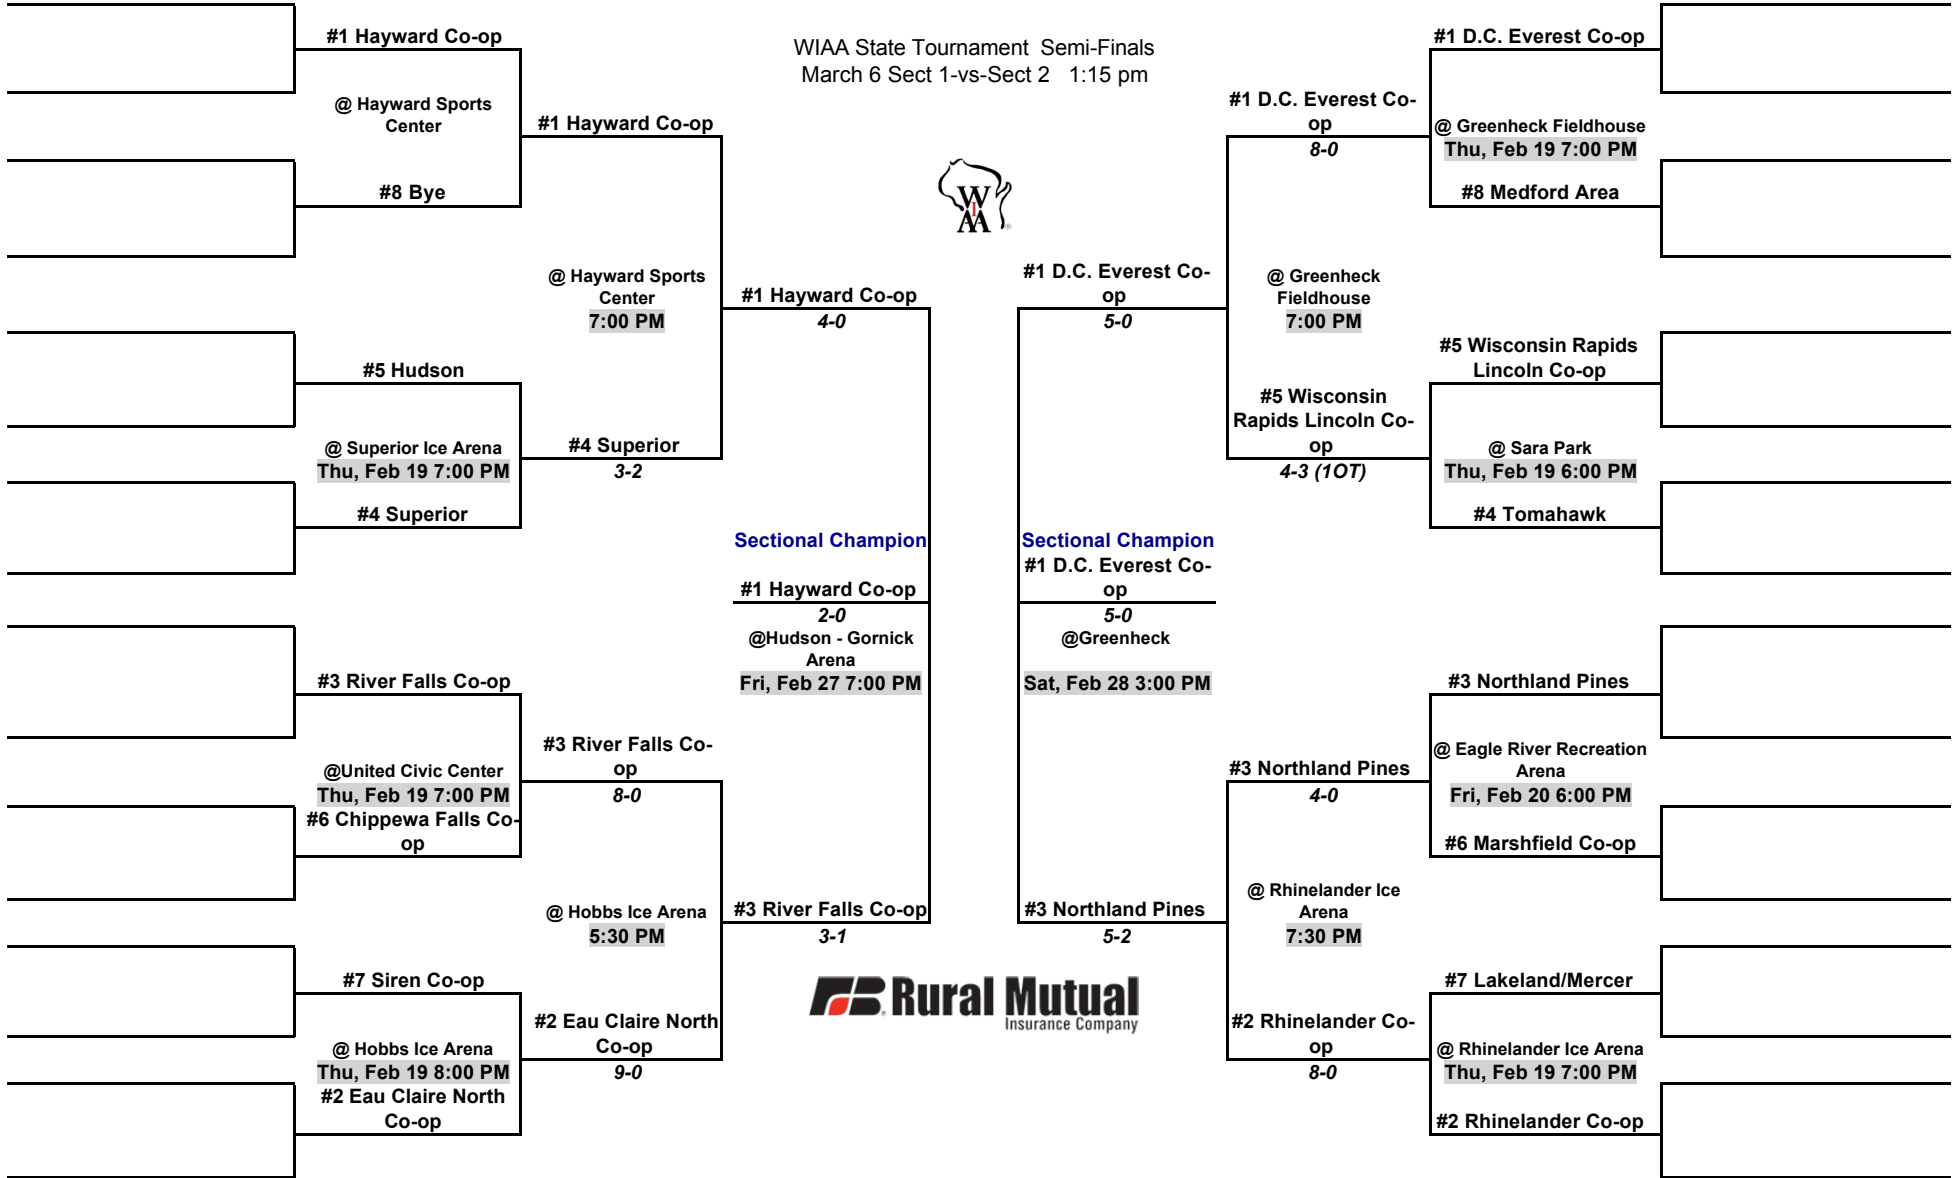 WIAA State Tournament  Semi-Finals
March 6 Sect 1-vs-Sect 2   1:15 pm
W
I
AA
®
#1 Hayward Co-op
@ Hayward Sports
Center
#8 Bye
#5 Hudson
@ Superior Ice Arena
Thu, Feb 19 7:00 PM
#4 Superior
#3 River Falls Co-op
@United Civic Center
Thu, Feb 19 7:00 PM
#6 Chippewa Falls Co-
op
#7 Siren Co-op
@ Hobbs Ice Arena
Thu, Feb 19 8:00 PM
#2 Eau Claire North
Co-op
#1 Hayward Co-op
@ Hayward Sports
Center
7:00 PM
#4 Superior
3-2
#3 River Falls Co-
op
8-0
@ Hobbs Ice Arena
5:30 PM
#2 Eau Claire North
Co-op
9-0
#1 Hayward Co-op
4-0
Sectional Champion
#1 Hayward Co-op
2-0
@Hudson - Gornick
Arena
Fri, Feb 27 7:00 PM
#3 River Falls Co-op
3-1
#1 D.C. Everest Co-
op
5-0
Sectional Champion
#1 D.C. Everest Co-
op
5-0
@Greenheck
Sat, Feb 28 3:00 PM
#3 Northland Pines
5-2
#1 D.C. Everest Co-
op
8-0
@ Greenheck
Fieldhouse
7:00 PM
#5 Wisconsin
Rapids Lincoln Co-
op
4-3 (1OT)
#3 Northland Pines
4-0
@ Rhinelander Ice
Arena
7:30 PM
#2 Rhinelander Co-
op
8-0
#1 D.C. Everest Co-op
@ Greenheck Fieldhouse
Thu, Feb 19 7:00 PM
#8 Medford Area
#5 Wisconsin Rapids
Lincoln Co-op
@ Sara Park
Thu, Feb 19 6:00 PM
#4 Tomahawk
#3 Northland Pines
@ Eagle River Recreation
Arena
Fri, Feb 20 6:00 PM
#6 Marshfield Co-op
#7 Lakeland/Mercer
@ Rhinelander Ice Arena
Thu, Feb 19 7:00 PM
#2 Rhinelander Co-op
Rural Mutual
Insurance Company